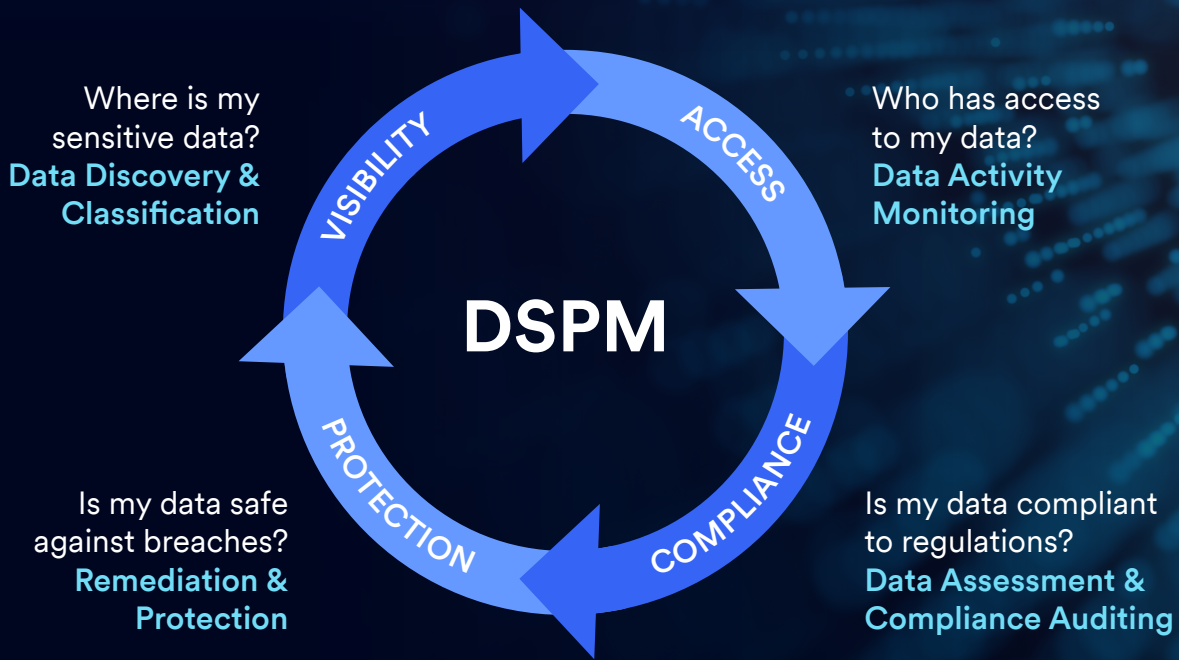 Where is my
sensitive data?
Data Discovery &
Classification
VISIBILITY
ACCESS
Who has access
to my data?
Data Activity
Monitoring
DSPM
Is my data safe
against breaches?
Remediation &
Protection
PROTECTION
COMPLIANCE
Is my data compliant
to regulations?
Data Assessment &
Compliance Auditing